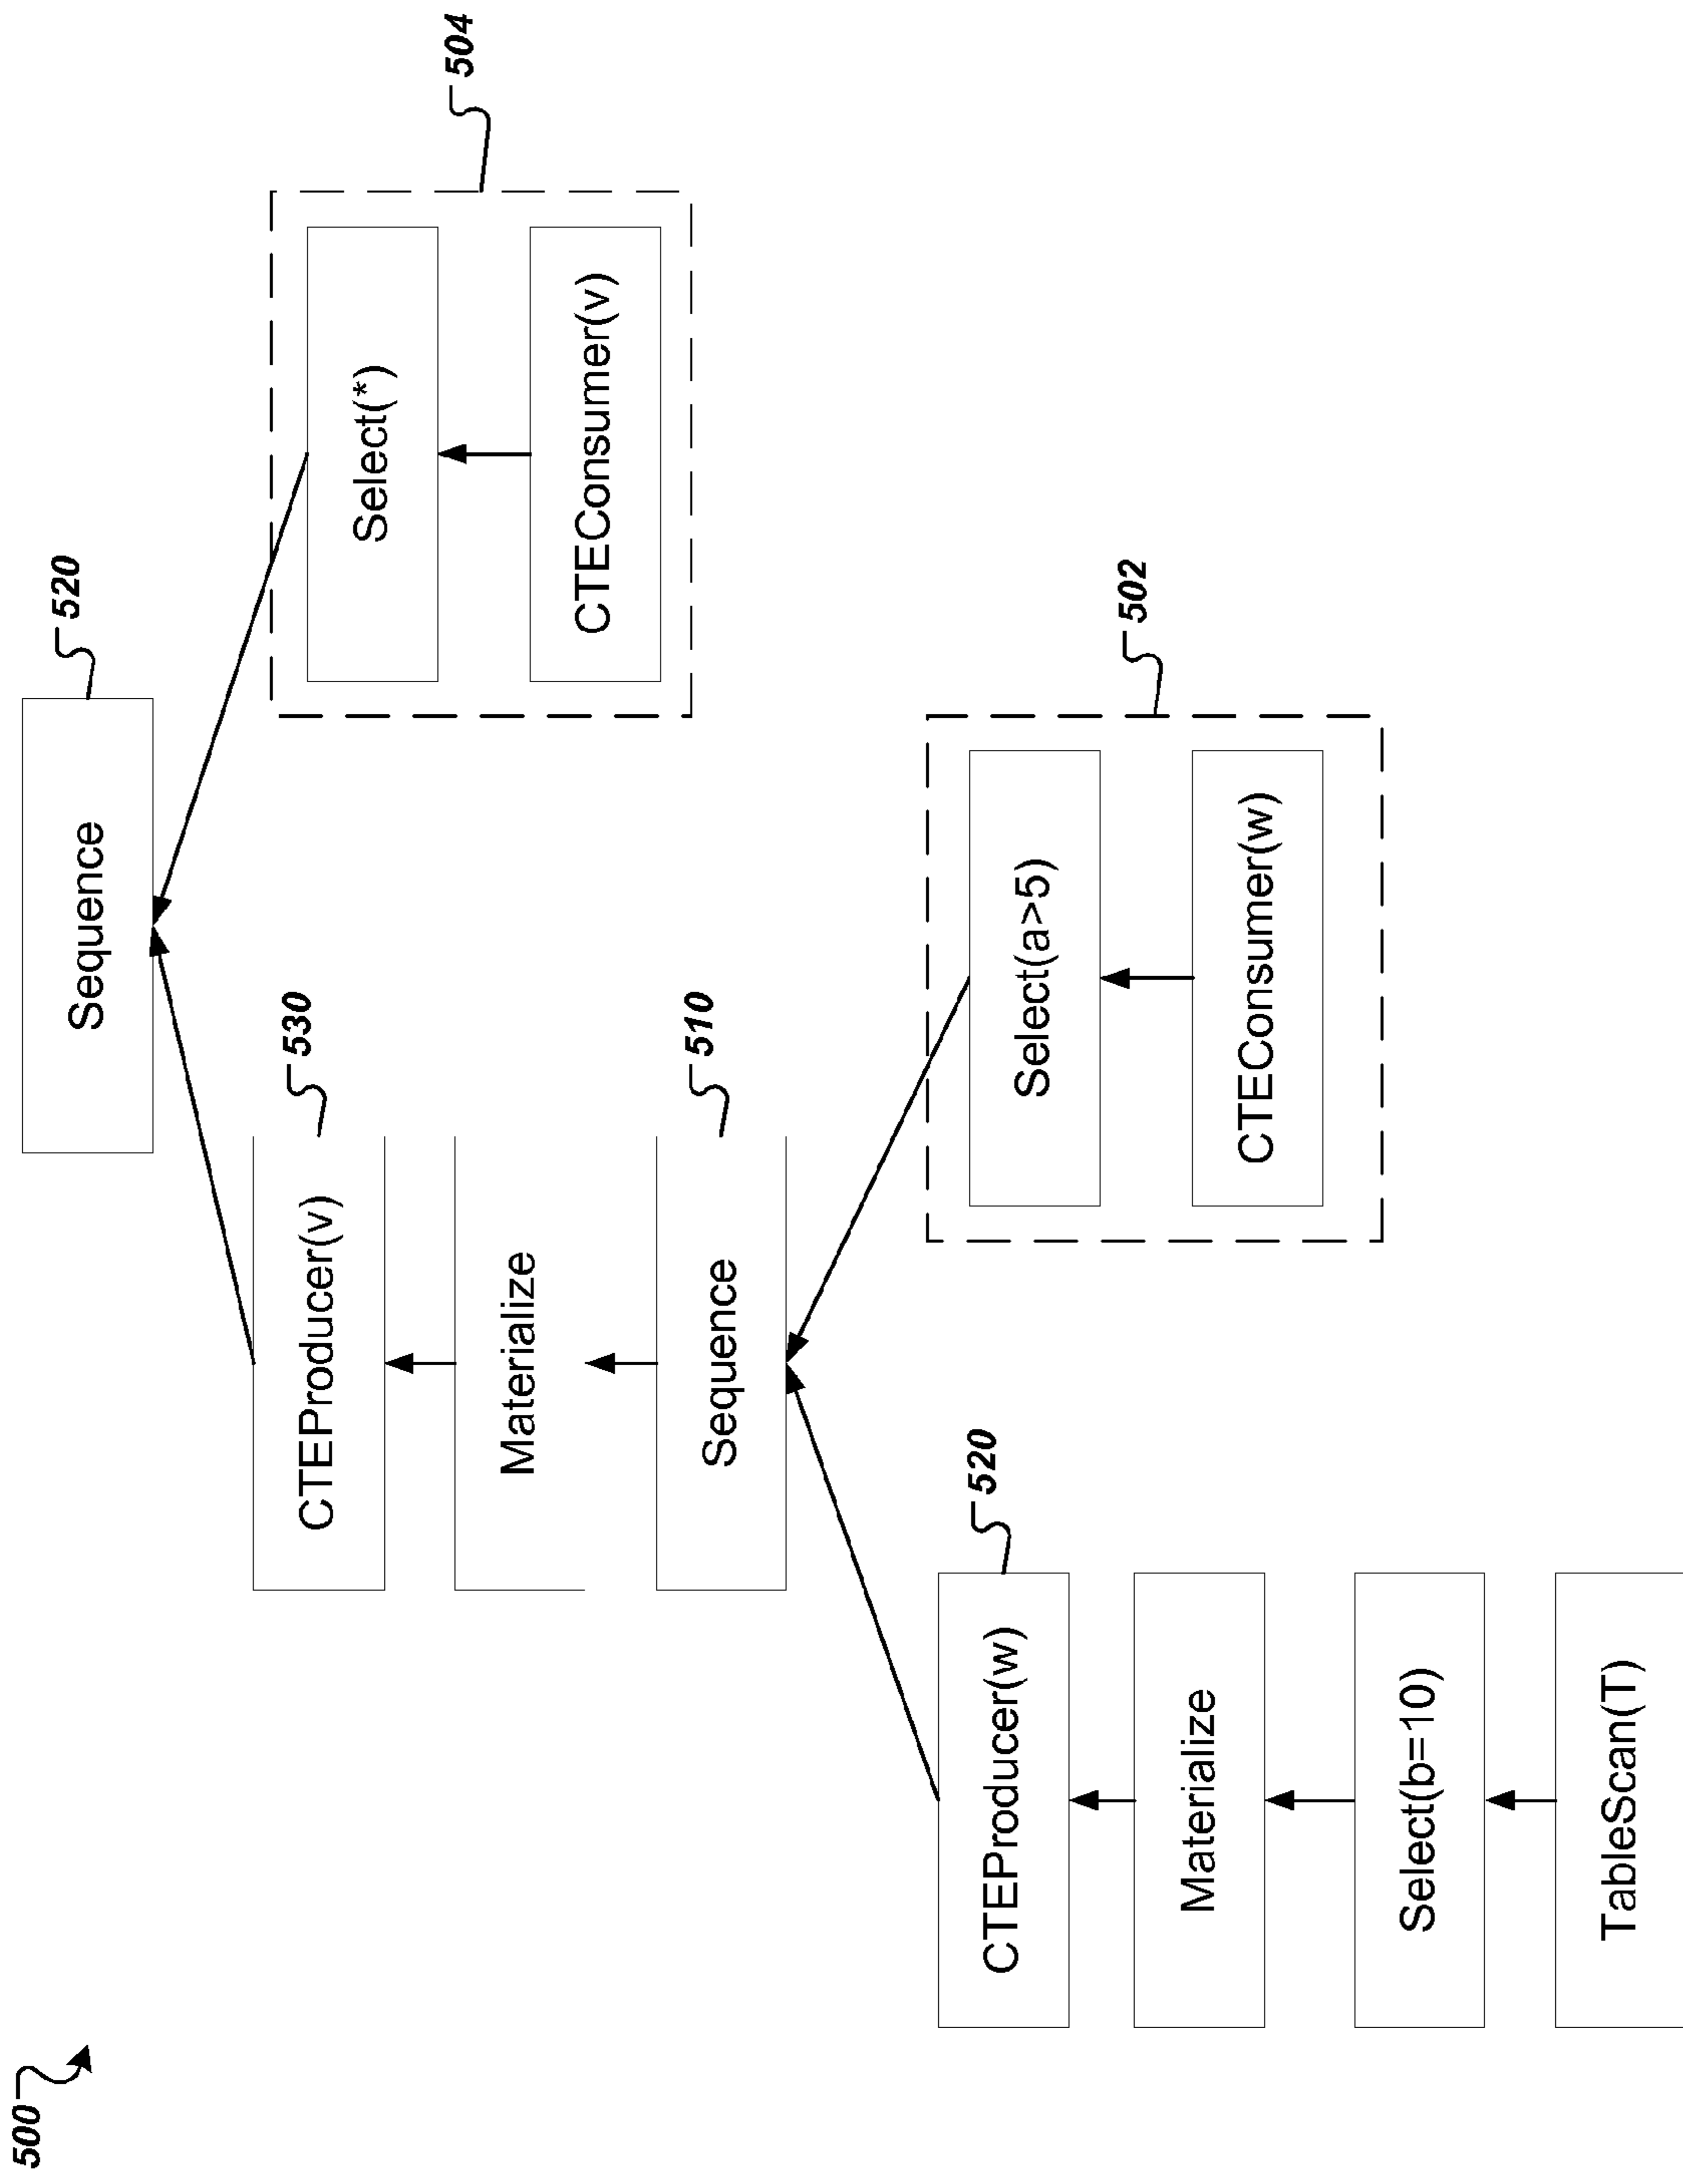 500
Sequence
520
CTEProducer(v)
530
Select(*)
504
Materialize
CTEConsumer(v)
Sequence
510
CTEProducer(w)
520
Select(a>5)
502
Materialize
CTEConsumer(w)
Select(b=10)
TableScan(T)